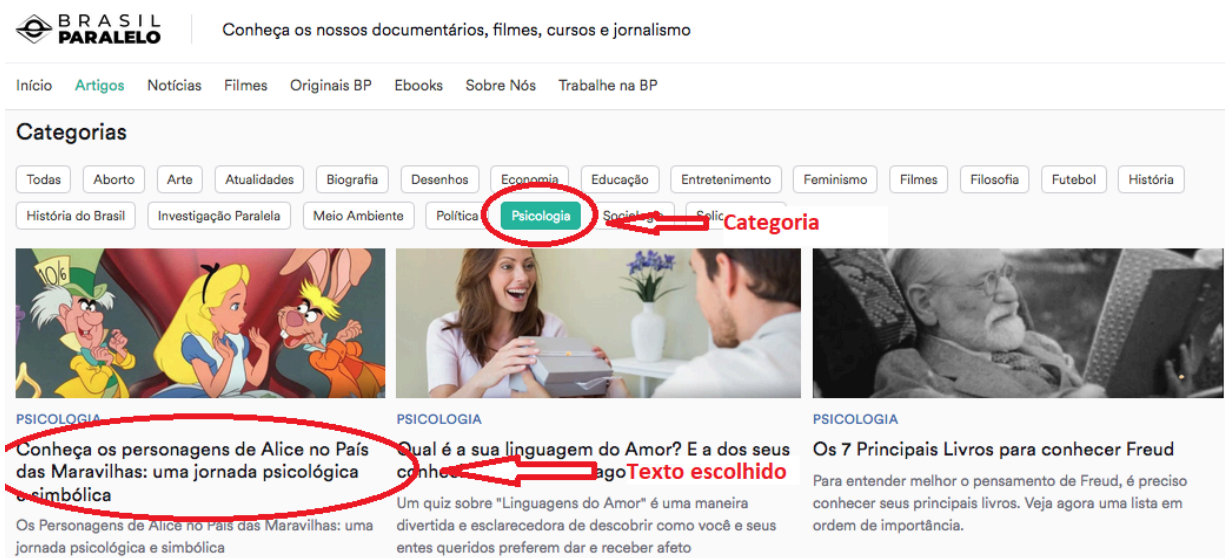 BRASIL
PARALELO
Conheça os nossos documentários, filmes, cursos e jornalismo
Início Artigos Notícias Filmes Originais BP Ebooks Sobre Nós Trabalhe na BP
Categorias
Todas Aborto Arte Atualidades Biografia Desenhos Economia Educação Entretenimento Feminismo Filmes Filosofia Futebol História
História do Brasil Investigação Paralela Meio Ambiente Política Psicologia Sociologia Categoria
10/6
PSICOLOGIA
Conheça os personagens de Alice no País
das Maravilhas: uma jornada psicológica
e simbólica
Os Personagens de Alice no País das Maravilhas: uma
jornada psicológica e simbólica
PSICOLOGIA
Qual é a sua linguagem do Amor? E a dos seus
Texto escolhido
Um quiz sobre "Linguagens do Amor" é uma maneira
divertida e esclarecedora de descobrir como você e seus
entes queridos preferem dar e receber afeto
PSICOLOGIA
Os 7 Principais Livros para conhecer Freud
Para entender melhor o pensamento de Freud, é preciso
conhecer seus principais livros. Veja agora uma lista em
ordem de importância.